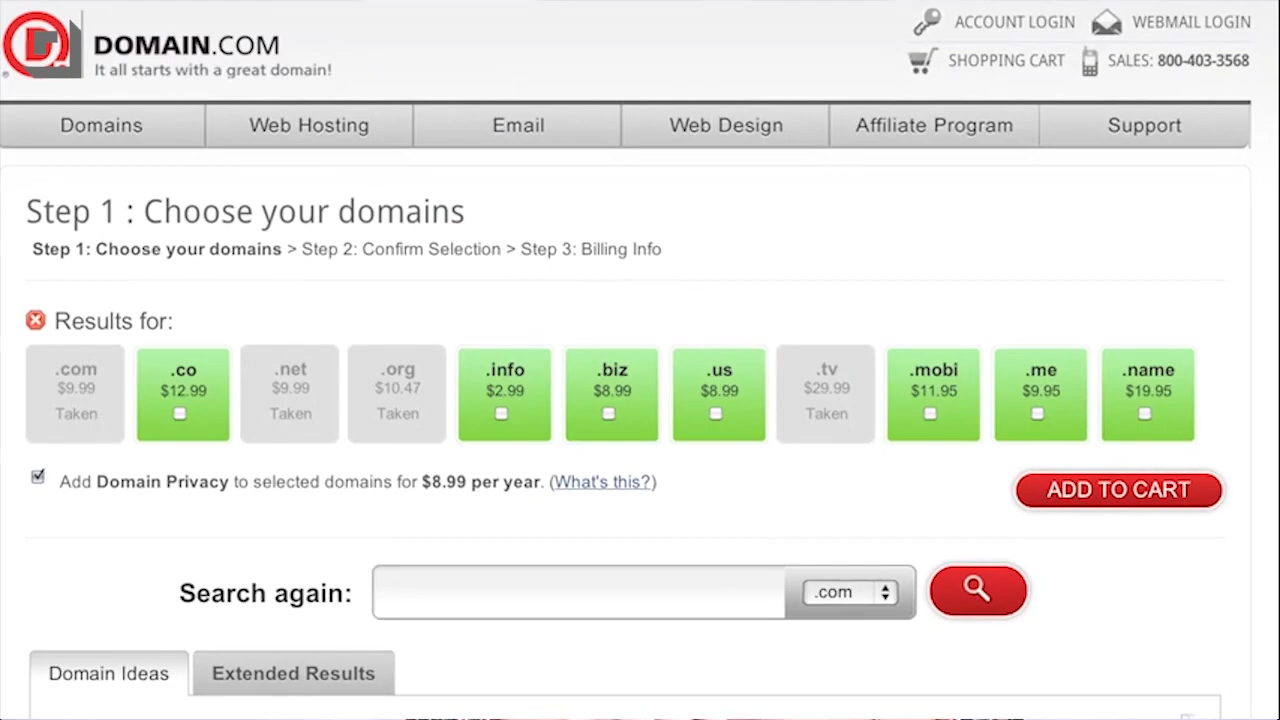 ACCOUNT LOGIN WEBMAIL LOGIN
DOMAIN.COM
It all starts with a great domain!
SHOPPING CART SALES: 800-403-3568
Domains Web Hosting Email Web Design Affiliate Program Support
Step 1 : Choose your domains
Step 1: Choose your domains > Step 2: Confirm Selection > Step 3: Billing Info
Results for:
.com .co .net .org .info .biz .us .tv .mobi .me .name
$9.99 $12.99 $9.99 $10.47 $2.99 $8.99 $8.99 $29.99 $11.95 $9.95 $19.95
Taken Taken Taken Taken
Add Domain Privacy to selected domains for $8.99 per year. (What's this?)
ADD TO CART
Search again: .com
Domain Ideas Extended Results